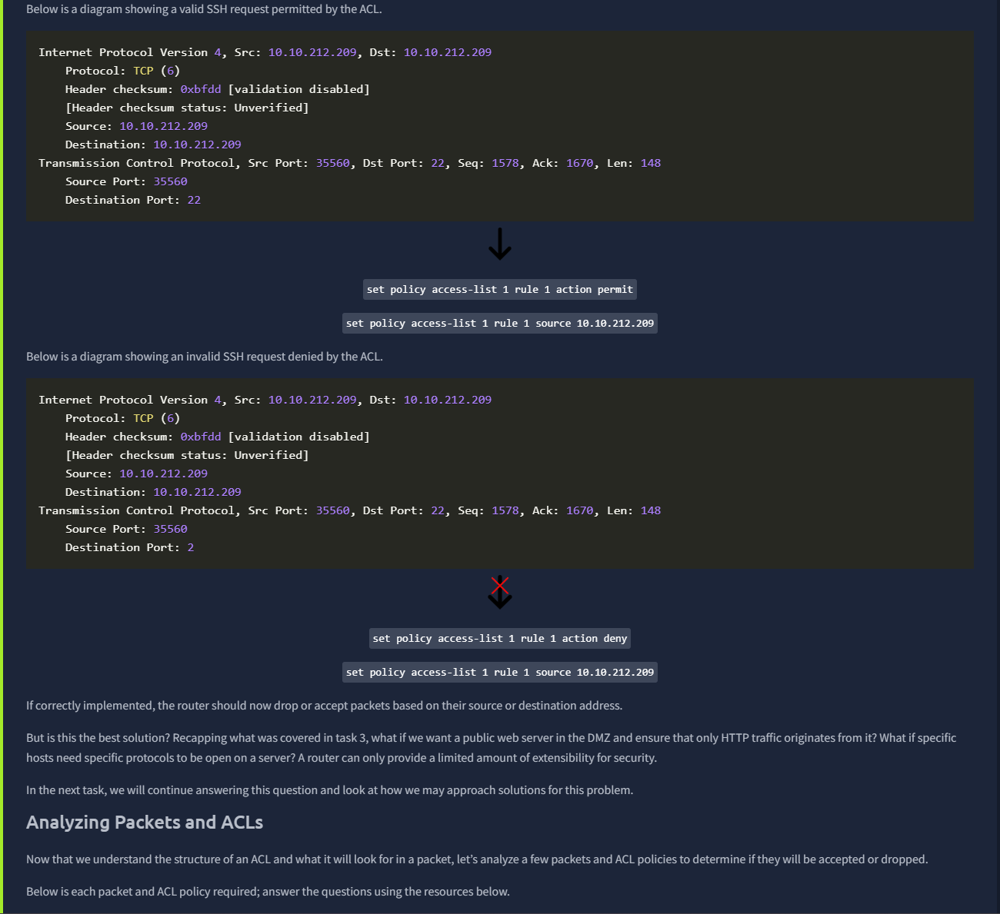 Below is a diagram showing a valid SSH request permitted by the ACL.
Internet Protocol Version 4, Src: 10.10.212.209, Dst: 10.10.212.209
Protocol: TCP (6)
Header checksum: 0xbfdd [validation disabled]
[Header checksum status: Unverified]
Source: 10.10.212.209
Destination: 10.10.212.209
Transmission Control Protocol, Src Port: 35560, Dst Port: 22, Seq: 1578, Ack: 1670, Len: 148
Source Port: 35560
Destination Port: 22
set policy access-list 1 rule 1 action permit
set policy access-list 1 rule 1 source 10.10.212.209
Below is a diagram showing an invalid SSH request denied by the ACL.
Internet Protocol Version 4, Src: 10.10.212.209, Dst: 10.10.212.209
Protocol: TCP (6)
Header checksum: 0xbfdd [validation disabled]
[Header checksum status: Unverified]
Source: 10.10.212.209
Destination: 10.10.212.209
Transmission Control Protocol, Src Port: 35560, Dst Port: 22, Seq: 1578, Ack: 1670, Len: 148
Source Port: 35560
Destination Port: 2
set policy access-list 1 rule 1 action deny
set policy access-list 1 rule 1 source 10.10.212.209
If correctly implemented, the router should now drop or accept packets based on their source or destination address.
But is this the best solution? Recapping what was covered in task 3, what if we want a public web server in the DMZ and ensure that only HTTP traffic originates from it? What if specific
hosts need specific protocols to be open on a server? A router can only provide a limited amount of extensibility for security.
In the next task, we will continue answering this question and look at how we may approach solutions for this problem.
Analyzing Packets and ACLs
Now that we understand the structure of an ACL and what it will look for in a packet, let's analyze a few packets and ACL policies to determine if they will be accepted or dropped.
Below is each packet and ACL policy required; answer the questions using the resources below.